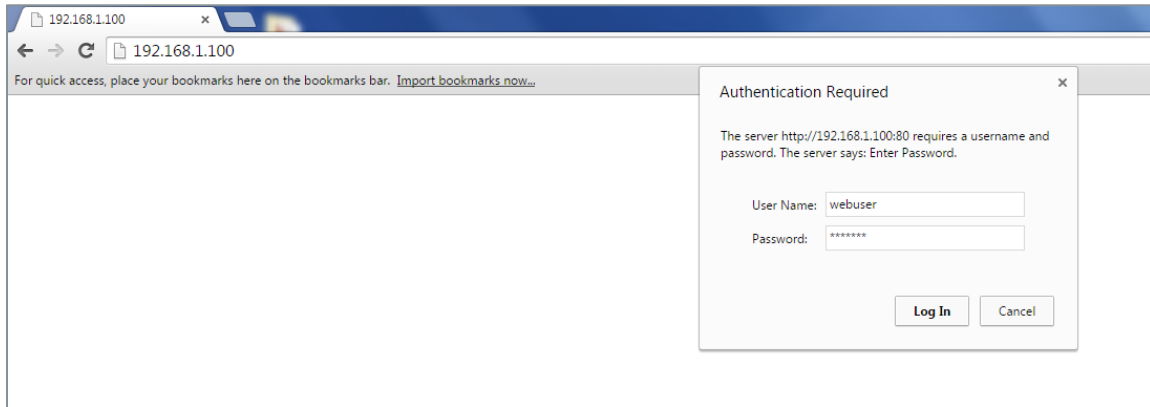 192.168.1.100
192.168.1.100
For quick access, place your bookmarks here on the bookmarks bar. Import bookmarks now...
Authentication Required
The server http://192.168.1.100:80 requires a username and
password. The server says: Enter Password.
User Name: webuser
Password: *******
Log In Cancel